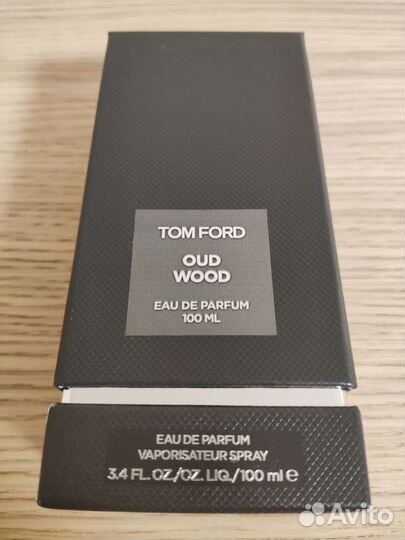 TOM FORD
OUD
WOOD
EAU DE PARFUM
100 ML
EAU DE PARFUM
VAPORISATEUR SPRAY
3.4 FL. OZ./OZ. LIQ./100 ml ℮
Avito